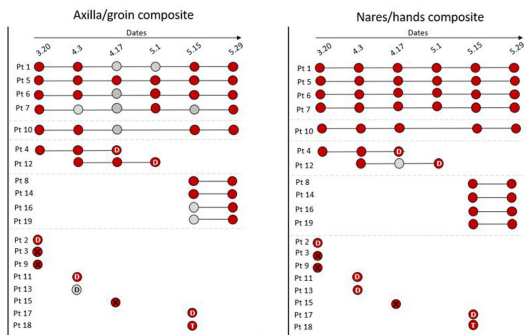 Axilla/groin composite
Dates
3.20 4.3 4.17 5.1 5.15 5.29
Pt 1
Pt 5
Pt 6
Pt 7
Pt 10
Pt 4 D
Pt 12 D
Pt 8
Pt 14
Pt 16
Pt 19
Pt 2 D
Pt 3 X
Pt 9 X
Pt 11 D
Pt 13 D
Pt 15 X
Pt 17 D
Pt 18 T
Nares/hands composite
Dates
3.20 4.3 4.17 5.1 5.15 5.29
Pt 1
Pt 5
Pt 6
Pt 7
Pt 10
Pt 4 D
Pt 12 D
Pt 8
Pt 14
Pt 16
Pt 19
Pt 2 D
Pt 3 X
Pt 9 X
Pt 11 D
Pt 13 D
Pt 15 X
Pt 17 D
Pt 18 T